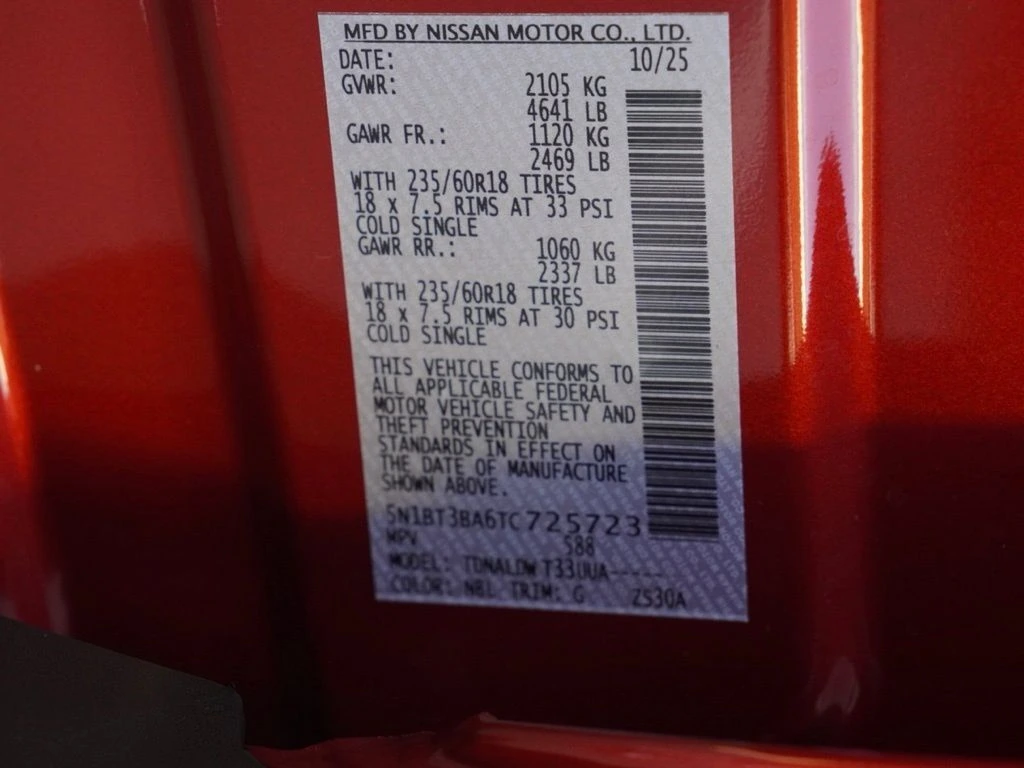 MFD BY NISSAN MOTOR CO., LTD.
DATE: 10/25
GVWR: 2105 KG
4641 LB
GAWR FR.: 1120 KG
2469 LB
WITH 235/60R18 TIRES
18 x 7.5 RIMS AT 33 PSI
COLD SINGLE
GAWR RR.: 1060 KG
2337 LB
WITH 235/60R18 TIRES
18 x 7.5 RIMS AT 30 PSI
COLD SINGLE
THIS VEHICLE CONFORMS TO
ALL APPLICABLE FEDERAL
MOTOR VEHICLE SAFETY AND
THEFT PREVENTION
STANDARDS IN EFFECT ON
THE DATE OF MANUFACTURE
SHOWN ABOVE.
5N1BT3BA6TC725723
MPV 588
MODEL: TDNALDW T33UUA-----
COLOR: NBL TRIM: G ZS30A